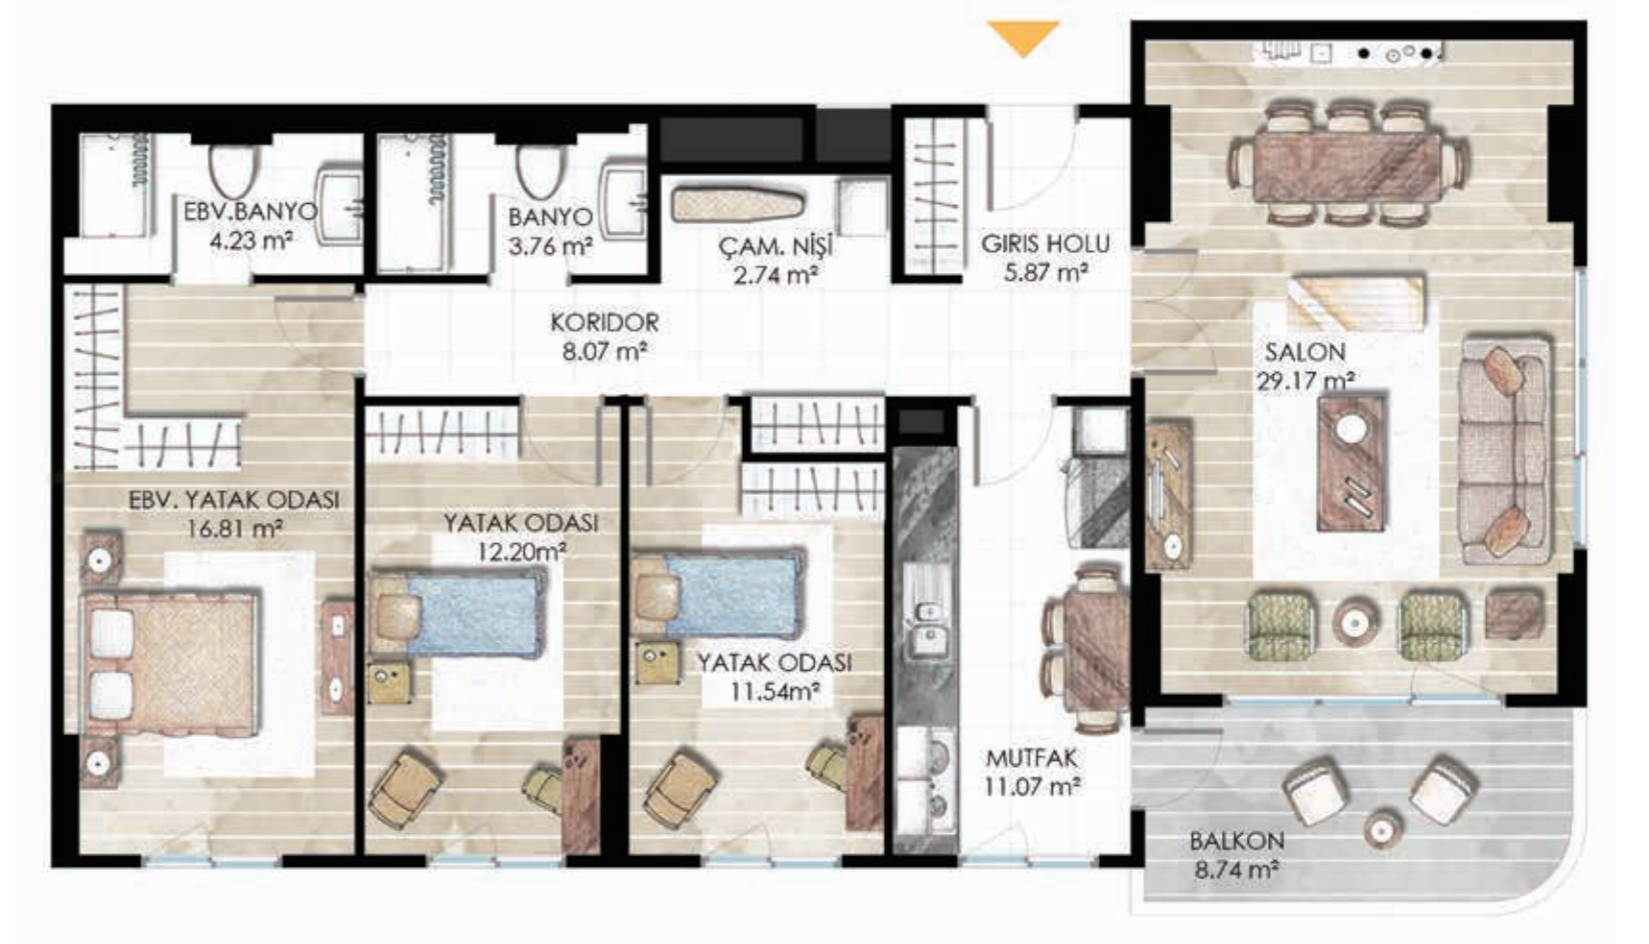 EBV.BANYO
4.23 m²
BANYO
3.76 m²
ÇAM. NİŞİ
2.74 m²
GIRIS HOLU
5.87 m²
KORIDOR
8.07 m²
SALON
29.17 m²
EBV. YATAK ODASI
16.81 m²
YATAK ODASI
12.20m²
YATAK ODASI
11.54m²
MUTFAK
11.07 m²
BALKON
8.74 m²